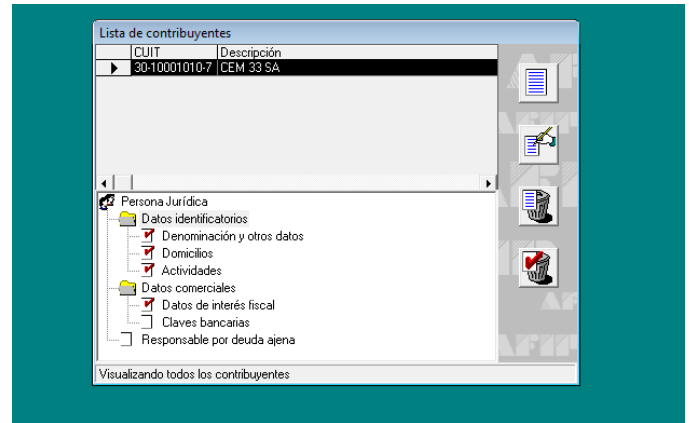 Lista de contribuyentes
CUIT Descripción
30-10001010-7 CEM 33 SA
Persona Jurídica
Datos identificatorios
Denominación y otros datos
Domicilios
Actividades
Datos comerciales
Datos de interés fiscal
Claves bancarias
Responsable por deuda ajena
Visualizando todos los contribuyentes